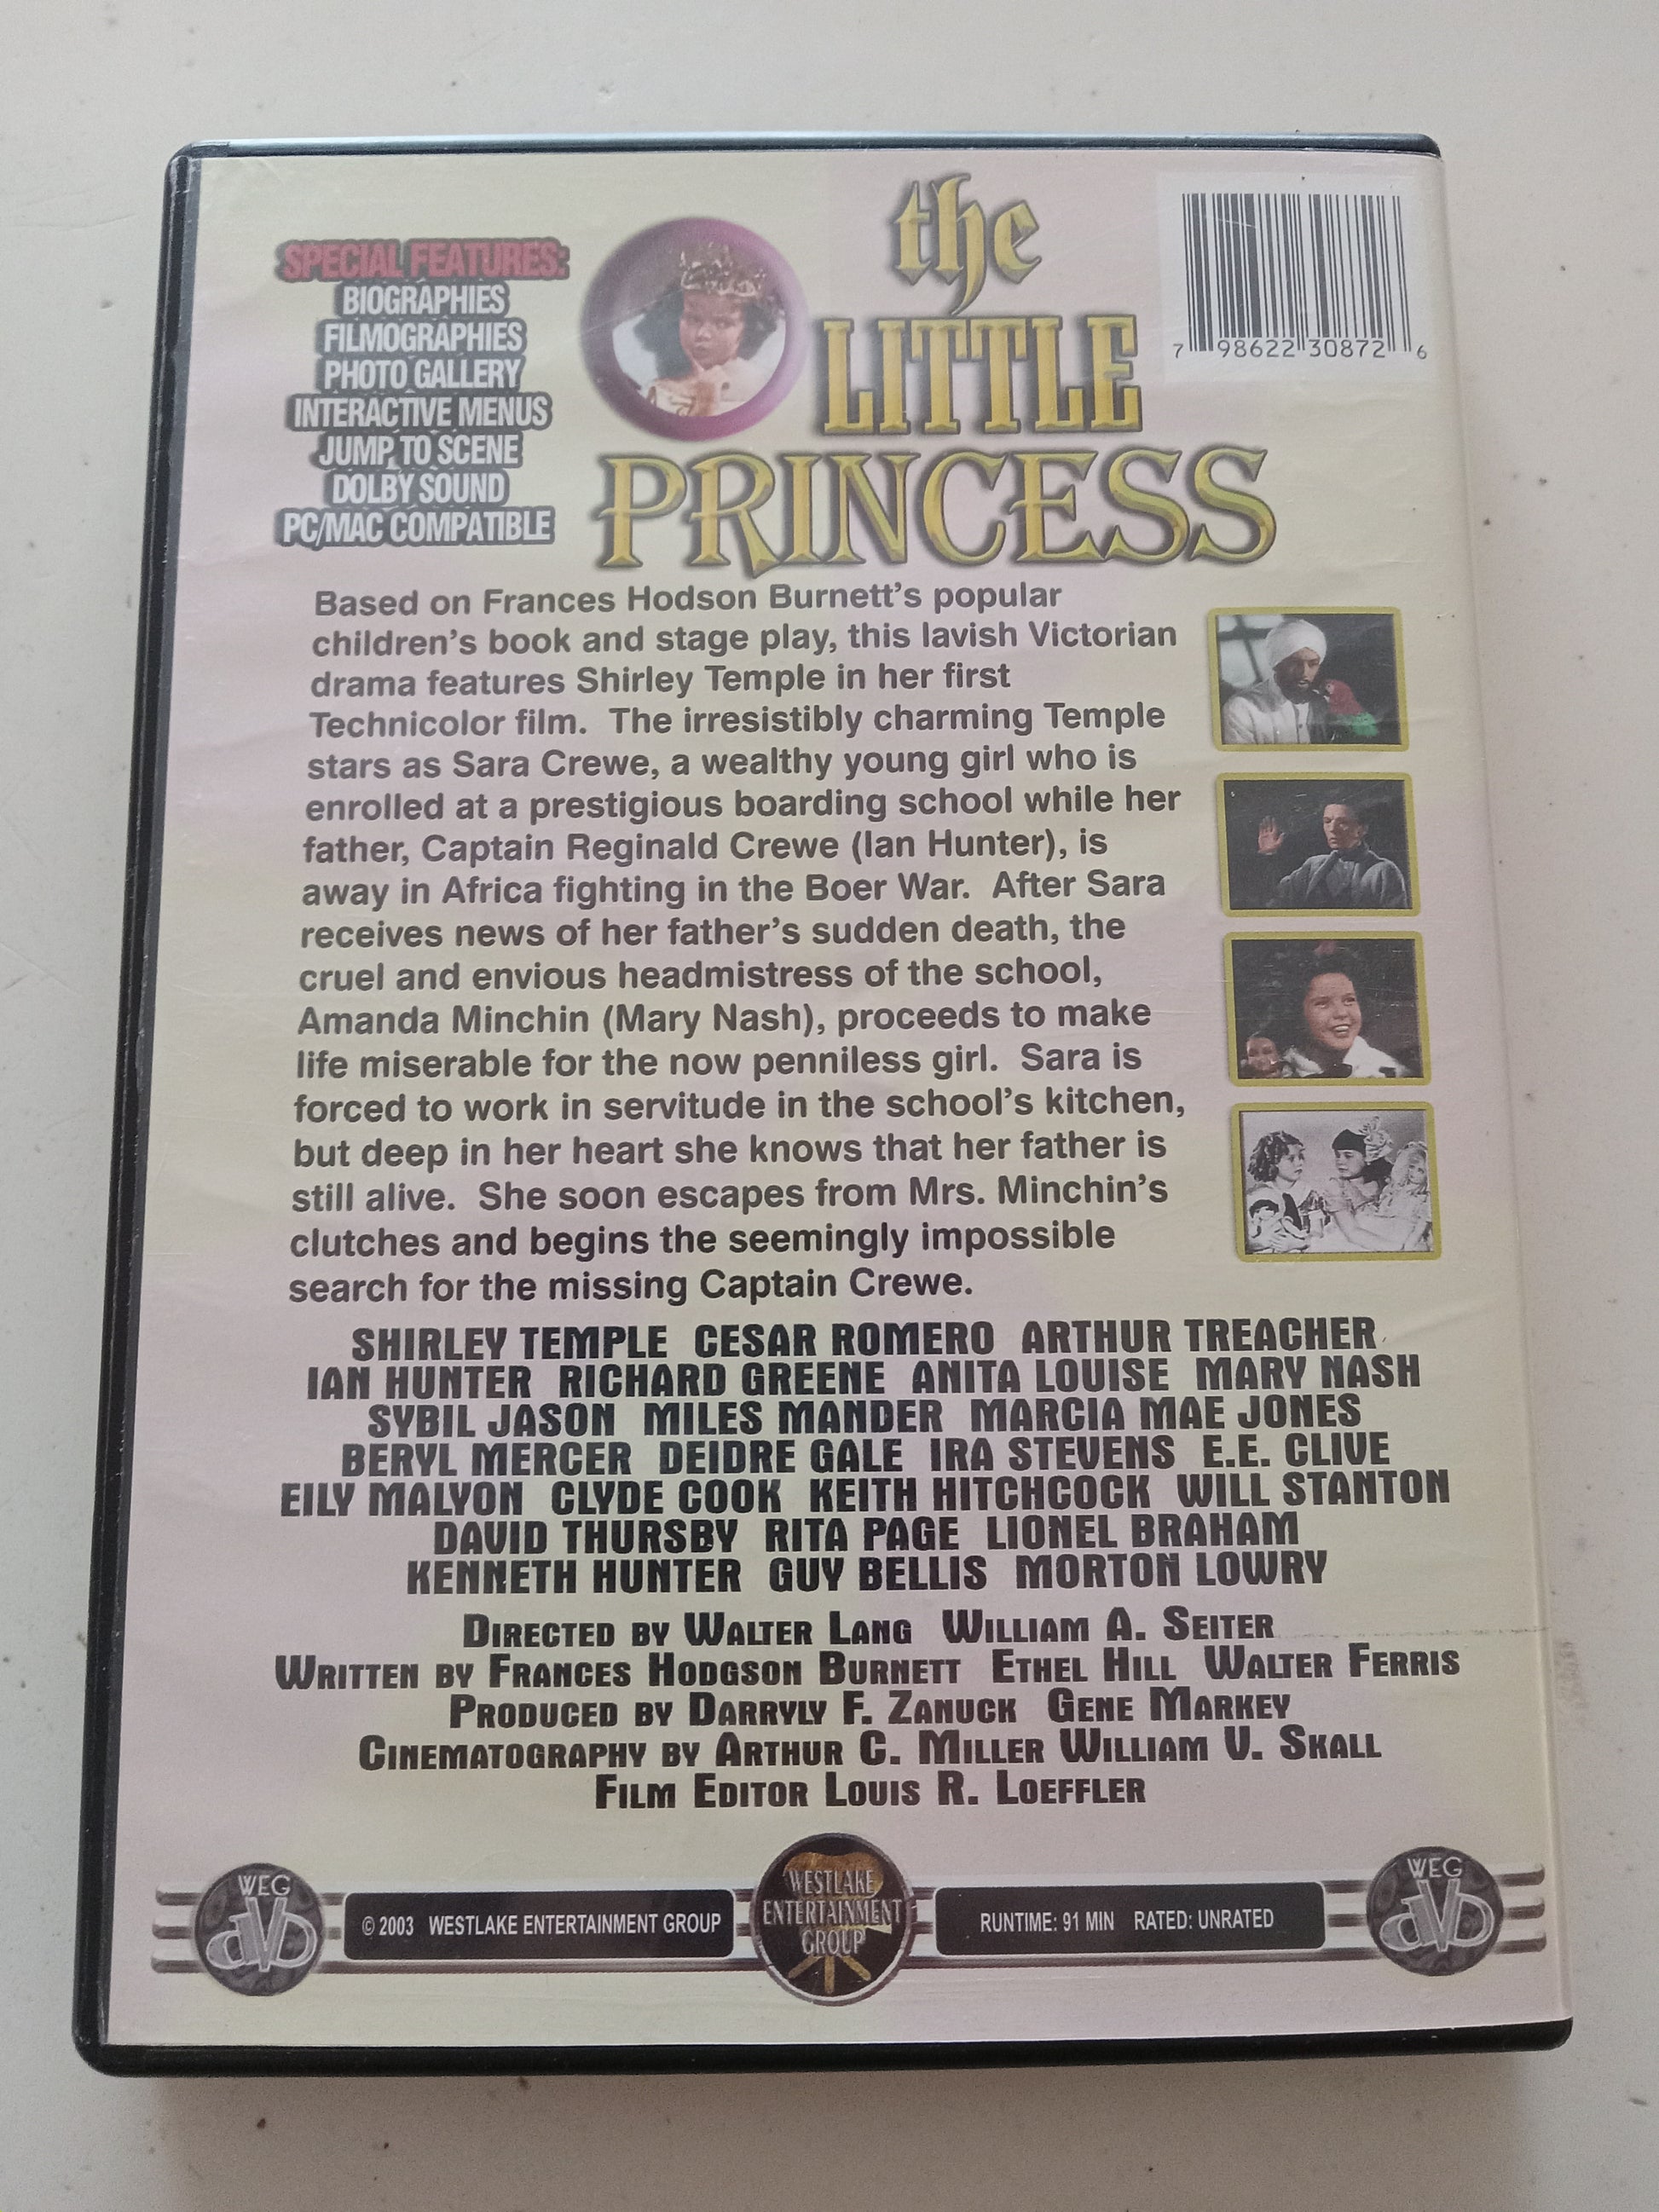 SPECIAL FEATURES:
BIOGRAPHIES
FILMOGRAPHIES
PHOTO GALLERY
INTERACTIVE MENUS
JUMP TO SCENE
DOLBY SOUND
PC/MAC COMPATIBLE
the
LITTLE
PRINCESS
7 98622 30872 6
Based on Frances Hodson Burnett's popular
children's book and stage play, this lavish Victorian
drama features Shirley Temple in her first
Technicolor film. The irresistibly charming Temple
stars as Sara Crewe, a wealthy young girl who is
enrolled at a prestigious boarding school while her
father, Captain Reginald Crewe (Ian Hunter), is
away in Africa fighting in the Boer War. After Sara
receives news of her father's sudden death, the
cruel and envious headmistress of the school,
Amanda Minchin (Mary Nash), proceeds to make
life miserable for the now penniless girl. Sara is
forced to work in servitude in the school's kitchen,
but deep in her heart she knows that her father is
still alive. She soon escapes from Mrs. Minchin's
clutches and begins the seemingly impossible
search for the missing Captain Crewe.
SHIRLEY TEMPLE CESAR ROMERO ARTHUR TREACHER
IAN HUNTER RICHARD GREENE ANITA LOUISE MARY NASH
SYBIL JASON MILES MANDER MARCIA MAE JONES
BERYL MERCER DEIDRE GALE IRA STEVENS E.E. CLIVE
EILY MALYON CLYDE COOK KEITH HITCHCOCK WILL STANTON
DAVID THURSBY RITA PAGE LIONEL BRAHAM
KENNETH HUNTER GUY BELLIS MORTON LOWRY
DIRECTED BY WALTER LANG WILLIAM A. SEITER
WRITTEN BY FRANCES HODGSON BURNETT ETHEL HILL WALTER FERRIS
PRODUCED BY DARRYLY F. ZANUCK GENE MARKEY
CINEMATOGRAPHY BY ARTHUR C. MILLER WILLIAM V. SKALL
FILM EDITOR LOUIS R. LOEFFLER
WEG
DVD
© 2003 WESTLAKE ENTERTAINMENT GROUP
WESTLAKE
ENTERTAINMENT
GROUP
RUNTIME: 91 MIN RATED: UNRATED
WEG
DVD